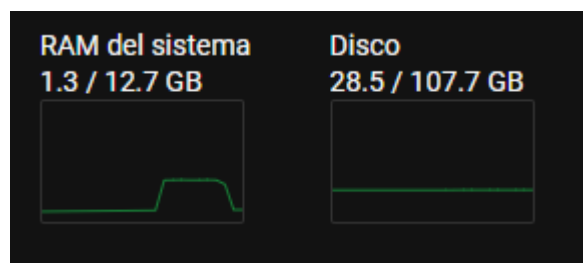 RAM del sistema
1.3 / 12.7 GB
Disco
28.5 / 107.7 GB